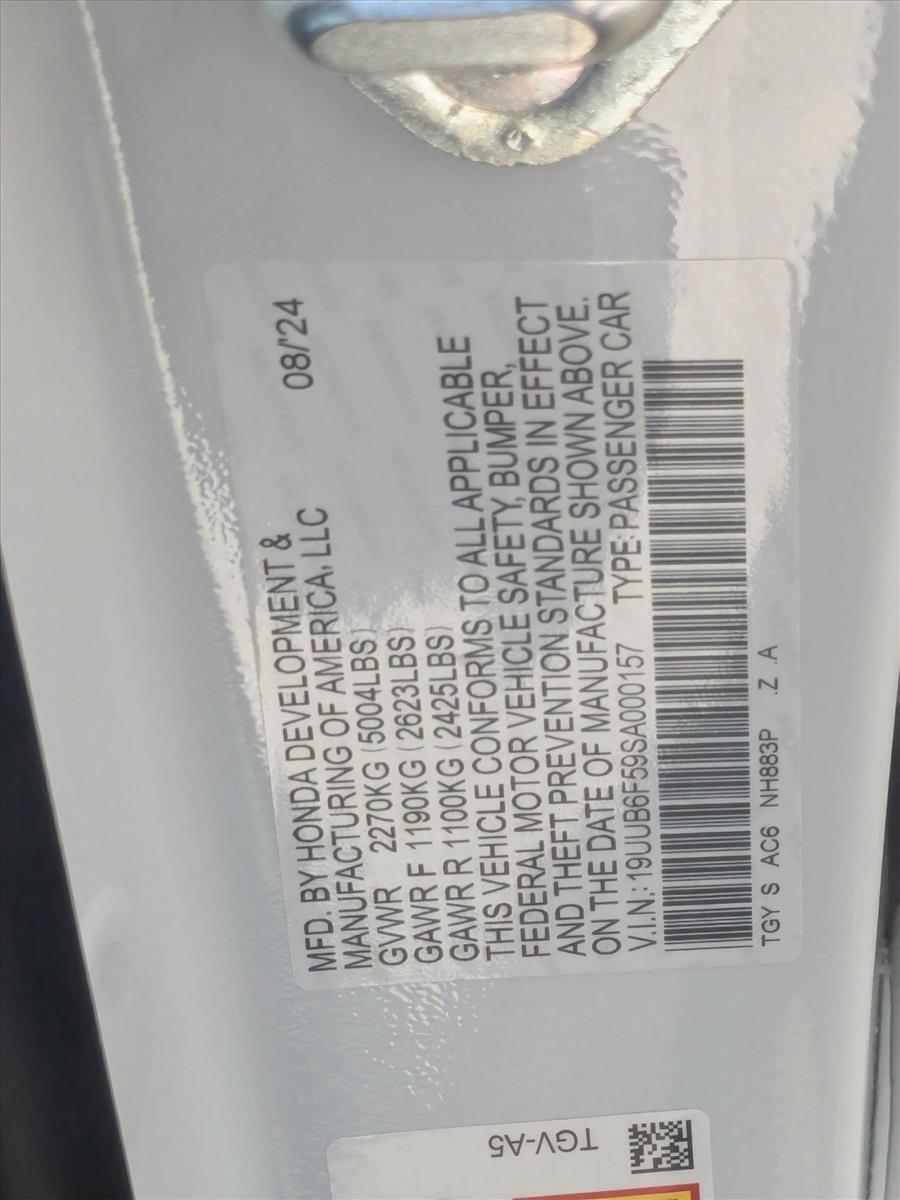 MFD. BY HONDA DEVELOPMENT & 08/'24
MANUFACTURING OF AMERICA, LLC
GVWR 2270KG (5004LBS)
GAWR F 1190KG (2623LBS)
GAWR R 1100KG (2425LBS)
THIS VEHICLE CONFORMS TO ALL APPLICABLE
FEDERAL MOTOR VEHICLE SAFETY, BUMPER,
AND THEFT PREVENTION STANDARDS IN EFFECT
ON THE DATE OF MANUFACTURE SHOWN ABOVE.
V.I.N.: 19UUB6F59SA000157 TYPE: PASSENGER CAR
TGY S AC6 NH883P .Z .A
TGV-A5